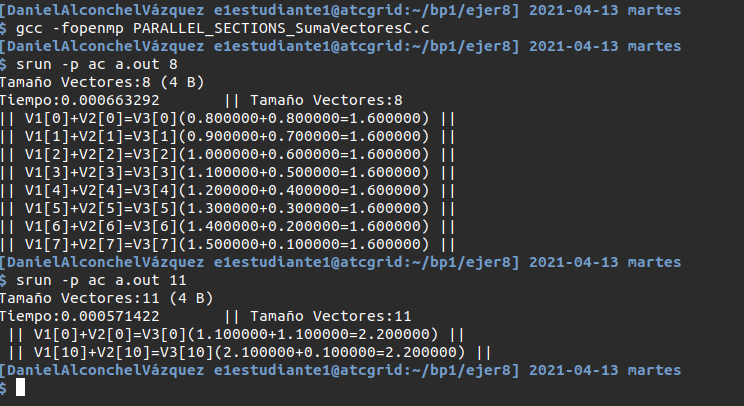 [DanielAlconchelVázquez e1estudiante1@atcgrid:~/bp1/ejer8] 2021-04-13 martes
$ gcc -fopenmp PARALLEL_SECTIONS_SumaVectoresC.c
[DanielAlconchelVázquez e1estudiante1@atcgrid:~/bp1/ejer8] 2021-04-13 martes
$ srun -p ac a.out 8
Tamaño Vectores:8 (4 B)
Tiempo:0.000663292       || Tamaño Vectores:8
|| V1[0]+V2[0]=V3[0](0.800000+0.800000=1.600000) ||
|| V1[1]+V2[1]=V3[1](0.900000+0.700000=1.600000) ||
|| V1[2]+V2[2]=V3[2](1.000000+0.600000=1.600000) ||
|| V1[3]+V2[3]=V3[3](1.100000+0.500000=1.600000) ||
|| V1[4]+V2[4]=V3[4](1.200000+0.400000=1.600000) ||
|| V1[5]+V2[5]=V3[5](1.300000+0.300000=1.600000) ||
|| V1[6]+V2[6]=V3[6](1.400000+0.200000=1.600000) ||
|| V1[7]+V2[7]=V3[7](1.500000+0.100000=1.600000) ||
[DanielAlconchelVázquez e1estudiante1@atcgrid:~/bp1/ejer8] 2021-04-13 martes
$ srun -p ac a.out 11
Tamaño Vectores:11 (4 B)
Tiempo:0.000571422       || Tamaño Vectores:11
 || V1[0]+V2[0]=V3[0](1.100000+1.100000=2.200000) ||
 || V1[10]+V2[10]=V3[10](2.100000+0.100000=2.200000) ||
[DanielAlconchelVázquez e1estudiante1@atcgrid:~/bp1/ejer8] 2021-04-13 martes
$